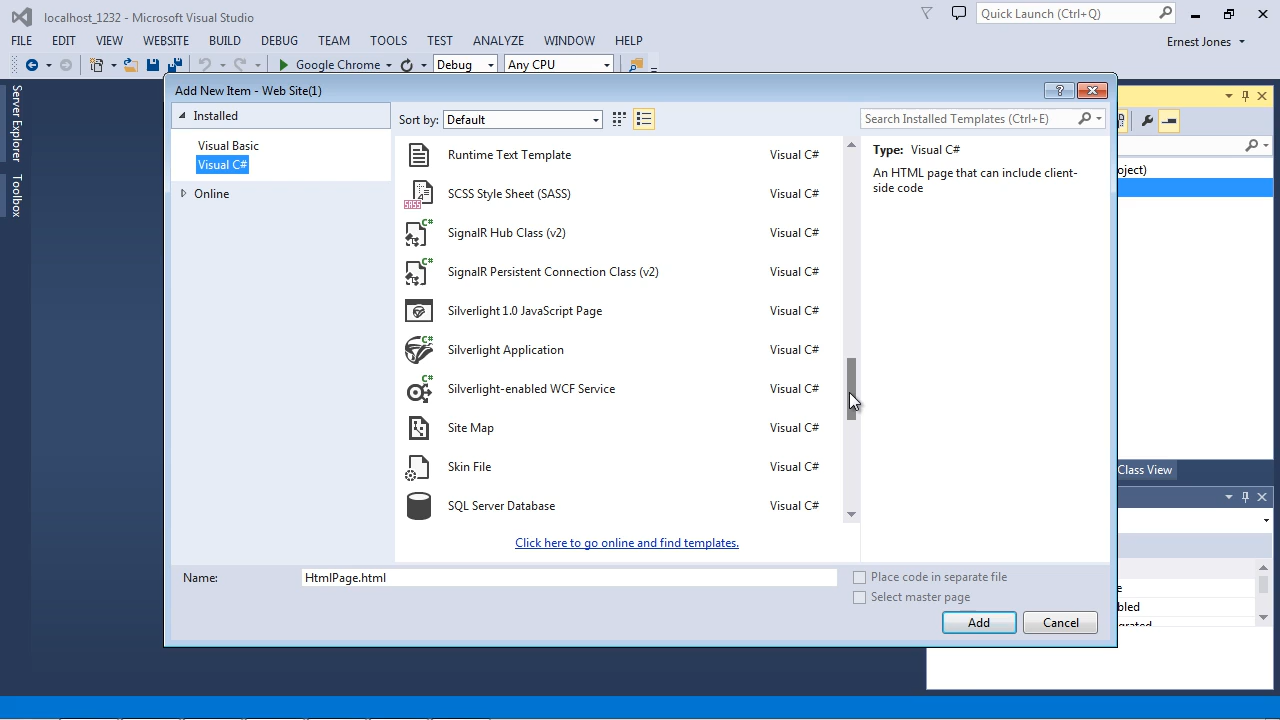 localhost_1232 - Microsoft Visual Studio
Quick Launch (Ctrl+Q)
FILE EDIT VIEW WEBSITE BUILD DEBUG TEAM TOOLS TEST ANALYZE WINDOW HELP
Ernest Jones
Google Chrome Debug Any CPU
Server Explorer
Toolbox
Add New Item - Web Site(1)
Installed
Visual Basic
Visual C#
Online
Sort by: Default
Search Installed Templates (Ctrl+E)
Runtime Text Template Visual C#
SASS SCSS Style Sheet (SASS) Visual C#
C# SignalR Hub Class (v2) Visual C#
C# SignalR Persistent Connection Class (v2) Visual C#
Silverlight 1.0 JavaScript Page Visual C#
C# Silverlight Application Visual C#
C# Silverlight-enabled WCF Service Visual C#
Site Map Visual C#
Skin File Visual C#
SQL Server Database Visual C#
Click here to go online and find templates.
Type: Visual C#
An HTML page that can include client-
side code
Name: HtmlPage.html
Place code in separate file
Select master page
Add Cancel
oject)
Class View
e
bled